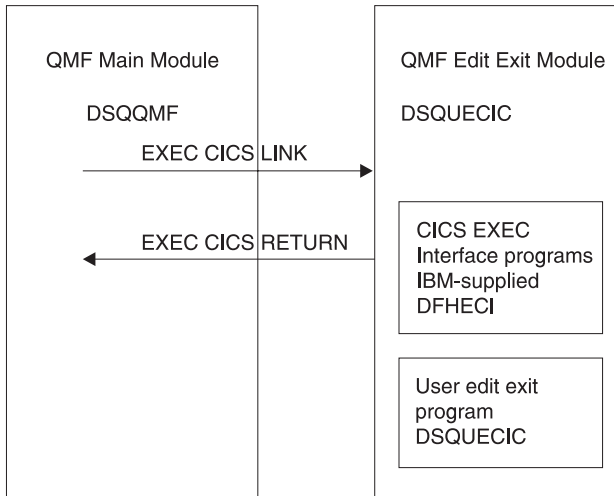 QMF Main Module
DSQQMF
EXEC CICS LINK
EXEC CICS RETURN
QMF Edit Exit Module
DSQUECIC
CICS EXEC
Interface programs
IBM-supplied
DFHECI
User edit exit
program
DSQUECIC